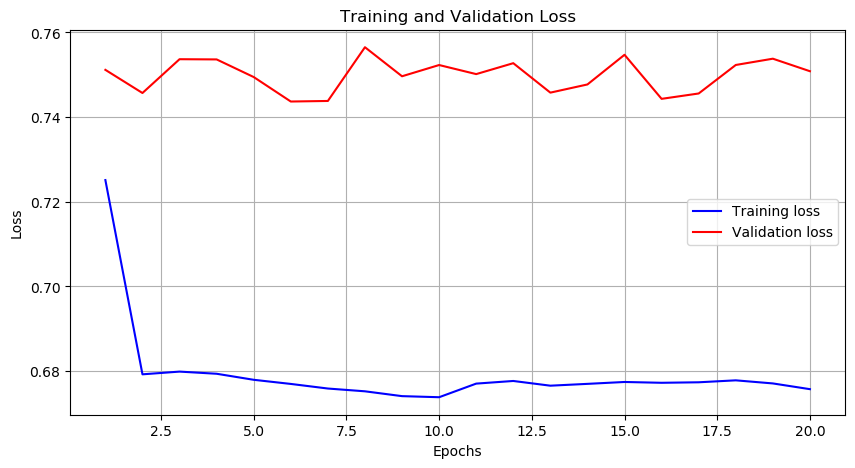 Training and Validation Loss
0.76
0.74
0.72
0.70
0.68
Loss
Training loss
Validation loss
2.5 5.0 7.5 10.0 12.5 15.0 17.5 20.0
Epochs